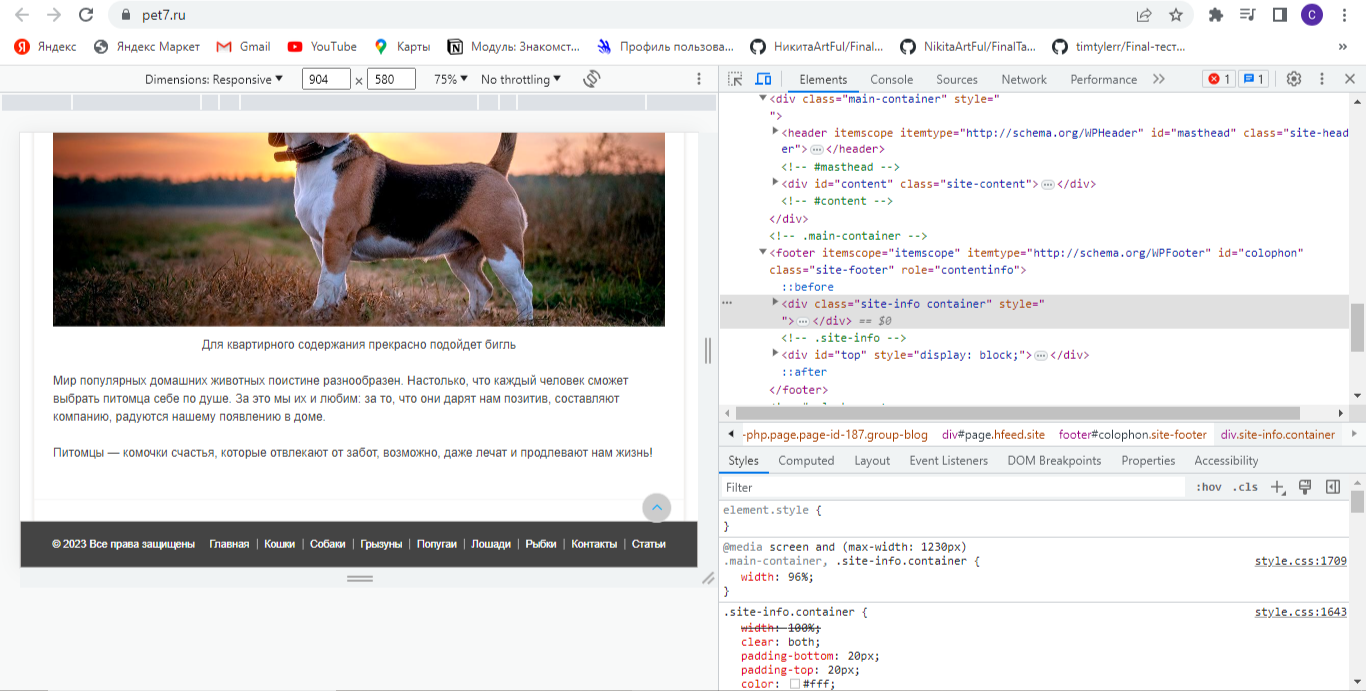 pet7.ru
C
Яндекс
Яндекс Маркет
Gmail
YouTube
Карты
Модуль: Знакомст...
Профиль пользова...
НикитаArtFul/Final...
NikitaArtFul/FinalTa...
timtylerr/Final-тест...
»
Dimensions: Responsive
904 × 580
75%
No throttling
Elements
Console
Sources
Network
Performance
1
1
Для квартирного содержания прекрасно подойдет бигль
Мир популярных домашних животных поистине разнообразен. Настолько, что каждый человек сможет
выбрать питомца себе по душе. За это мы их и любим: за то, что они дарят нам позитив, составляют
компанию, радуются нашему появлению в доме.
Питомцы — комочки счастья, которые отвлекают от забот, возможно, даже лечат и продлевают нам жизнь!
© 2023 Все права защищены Главная | Кошки | Собаки | Грызуны | Попугаи | Лошади | Рыбки | Контакты | Статьи
<div class="main-container" style="
">
<header itemscope itemtype="http://schema.org/WPHeader" id="masthead" class="site-head
er">…</header>
<!-- #masthead -->
<div id="content" class="site-content">…</div>
<!-- #content -->
</div>
<!-- .main-container -->
<footer itemscope="itemscope" itemtype="http://schema.org/WPFooter" id="colophon"
class="site-footer" role="contentinfo">
::before
<div class="site-info container" style="
">…</div> == $0
<!-- .site-info -->
<div id="top" style="display: block;">…</div>
::after
</footer>
-php.page.page-id-187.group-blog div#page.hfeed.site footer#colophon.site-footer div.site-info.container
Styles Computed Layout Event Listeners DOM Breakpoints Properties Accessibility
Filter
:hov .cls
element.style {
}
@media screen and (max-width: 1230px)
.main-container, .site-info.container { style.css:1709
width: 96%;
}
.site-info.container { style.css:1643
width: 100%;
clear: both;
padding-bottom: 20px;
padding-top: 20px;
color: #fff;